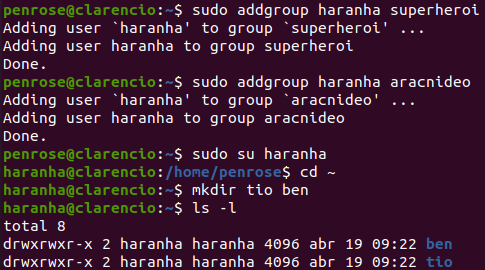 penrose@clarencio:~$ sudo addgroup haranha superheroi
Adding user `haranha' to group `superheroi' ...
Adding user haranha to group superheroi
Done.
penrose@clarencio:~$ sudo addgroup haranha aracnideo
Adding user `haranha' to group `aracnideo' ...
Adding user haranha to group aracnideo
Done.
penrose@clarencio:~$ sudo su haranha
haranha@clarencio:/home/penrose$ cd ~
haranha@clarencio:~$ mkdir tio ben
haranha@clarencio:~$ ls -l
total 8
drwxrwxr-x 2 haranha haranha 4096 abr 19 09:22 ben
drwxrwxr-x 2 haranha haranha 4096 abr 19 09:22 tio